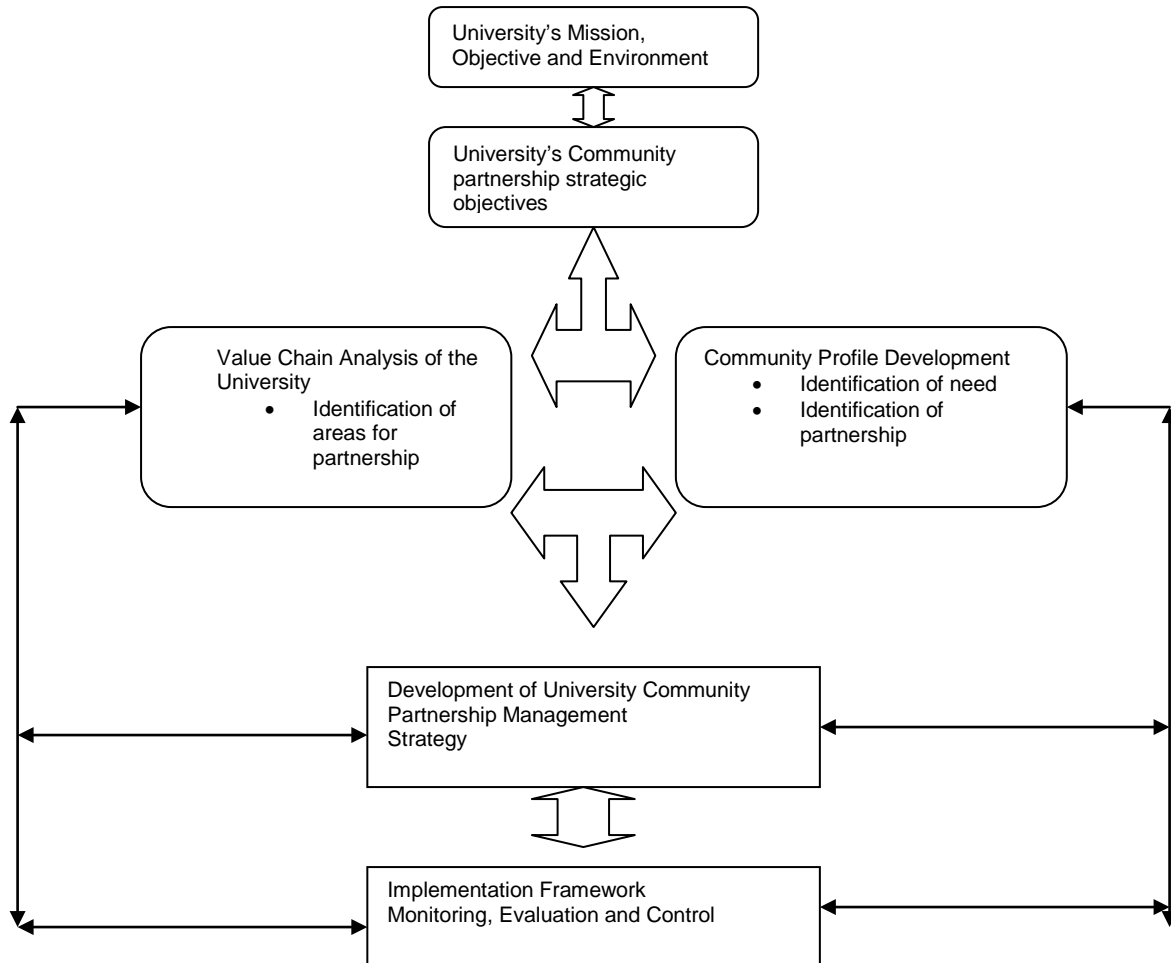 University’s Mission,
Objective and Environment
University’s Community
partnership strategic
objectives
Value Chain Analysis of the
University
• Identification of
areas for
partnership
Community Profile Development
• Identification of need
• Identification of
partnership
Development of University Community
Partnership Management
Strategy
Implementation Framework
Monitoring, Evaluation and Control